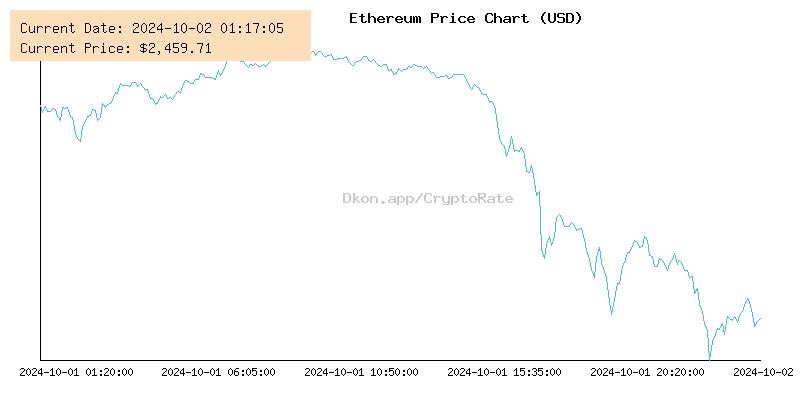 Ethereum Price Chart (USD)
Current Date: 2024-10-02 01:17:05
Current Price: $2,459.71
Dkon.app/CryptoRate
2024-10-01 01:20:00 2024-10-01 06:05:00 2024-10-01 10:50:00 2024-10-01 15:35:00 2024-10-01 20:20:00 2024-10-02